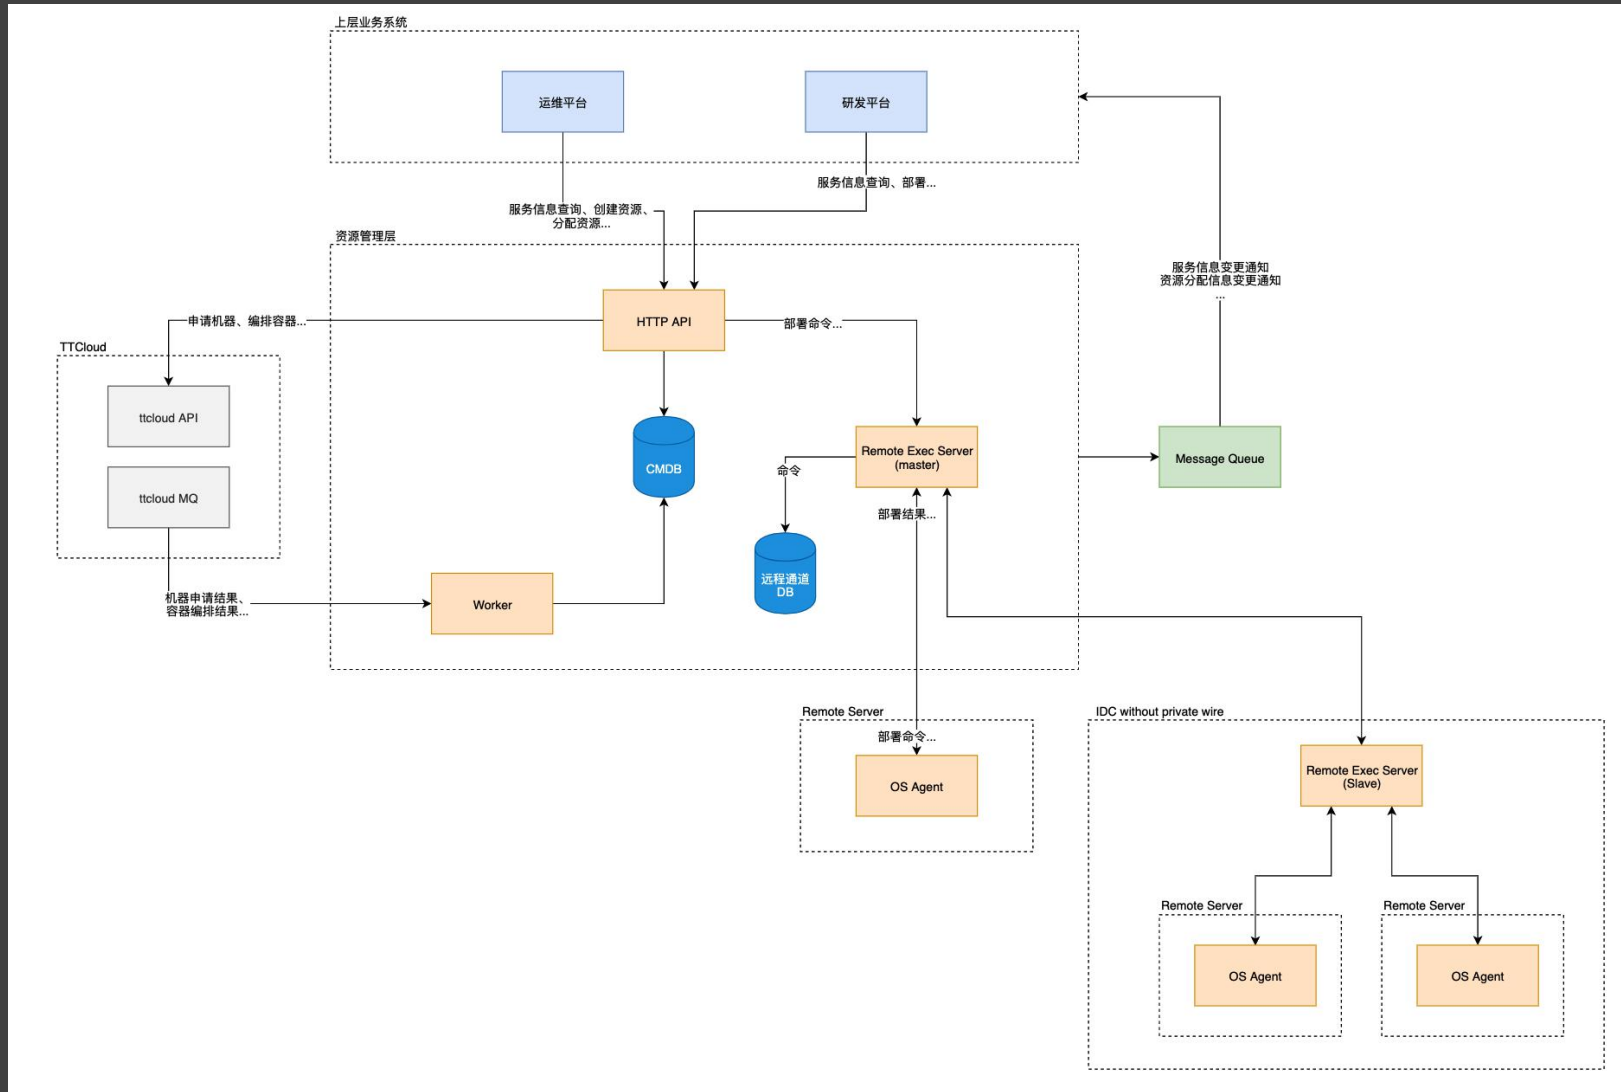 上层业务系统
运维平台
研发平台
服务信息查询、部署...
服务信息查询、创建资源、
分配资源...
资源管理层
服务信息变更通知
资源分配信息变更通知
...
申请机器、编排容器...
HTTP API
部署命令...
TTCloud
ttcloud API
CMDB
Remote Exec Server
(master)
Message Queue
命令
ttcloud MQ
部署结果...
远程通道
DB
机器申请结果、
容器编排结果...
Worker
Remote Server
IDC without private wire
部署命令...
OS Agent
Remote Exec Server
(Slave)
Remote Server
Remote Server
OS Agent
OS Agent